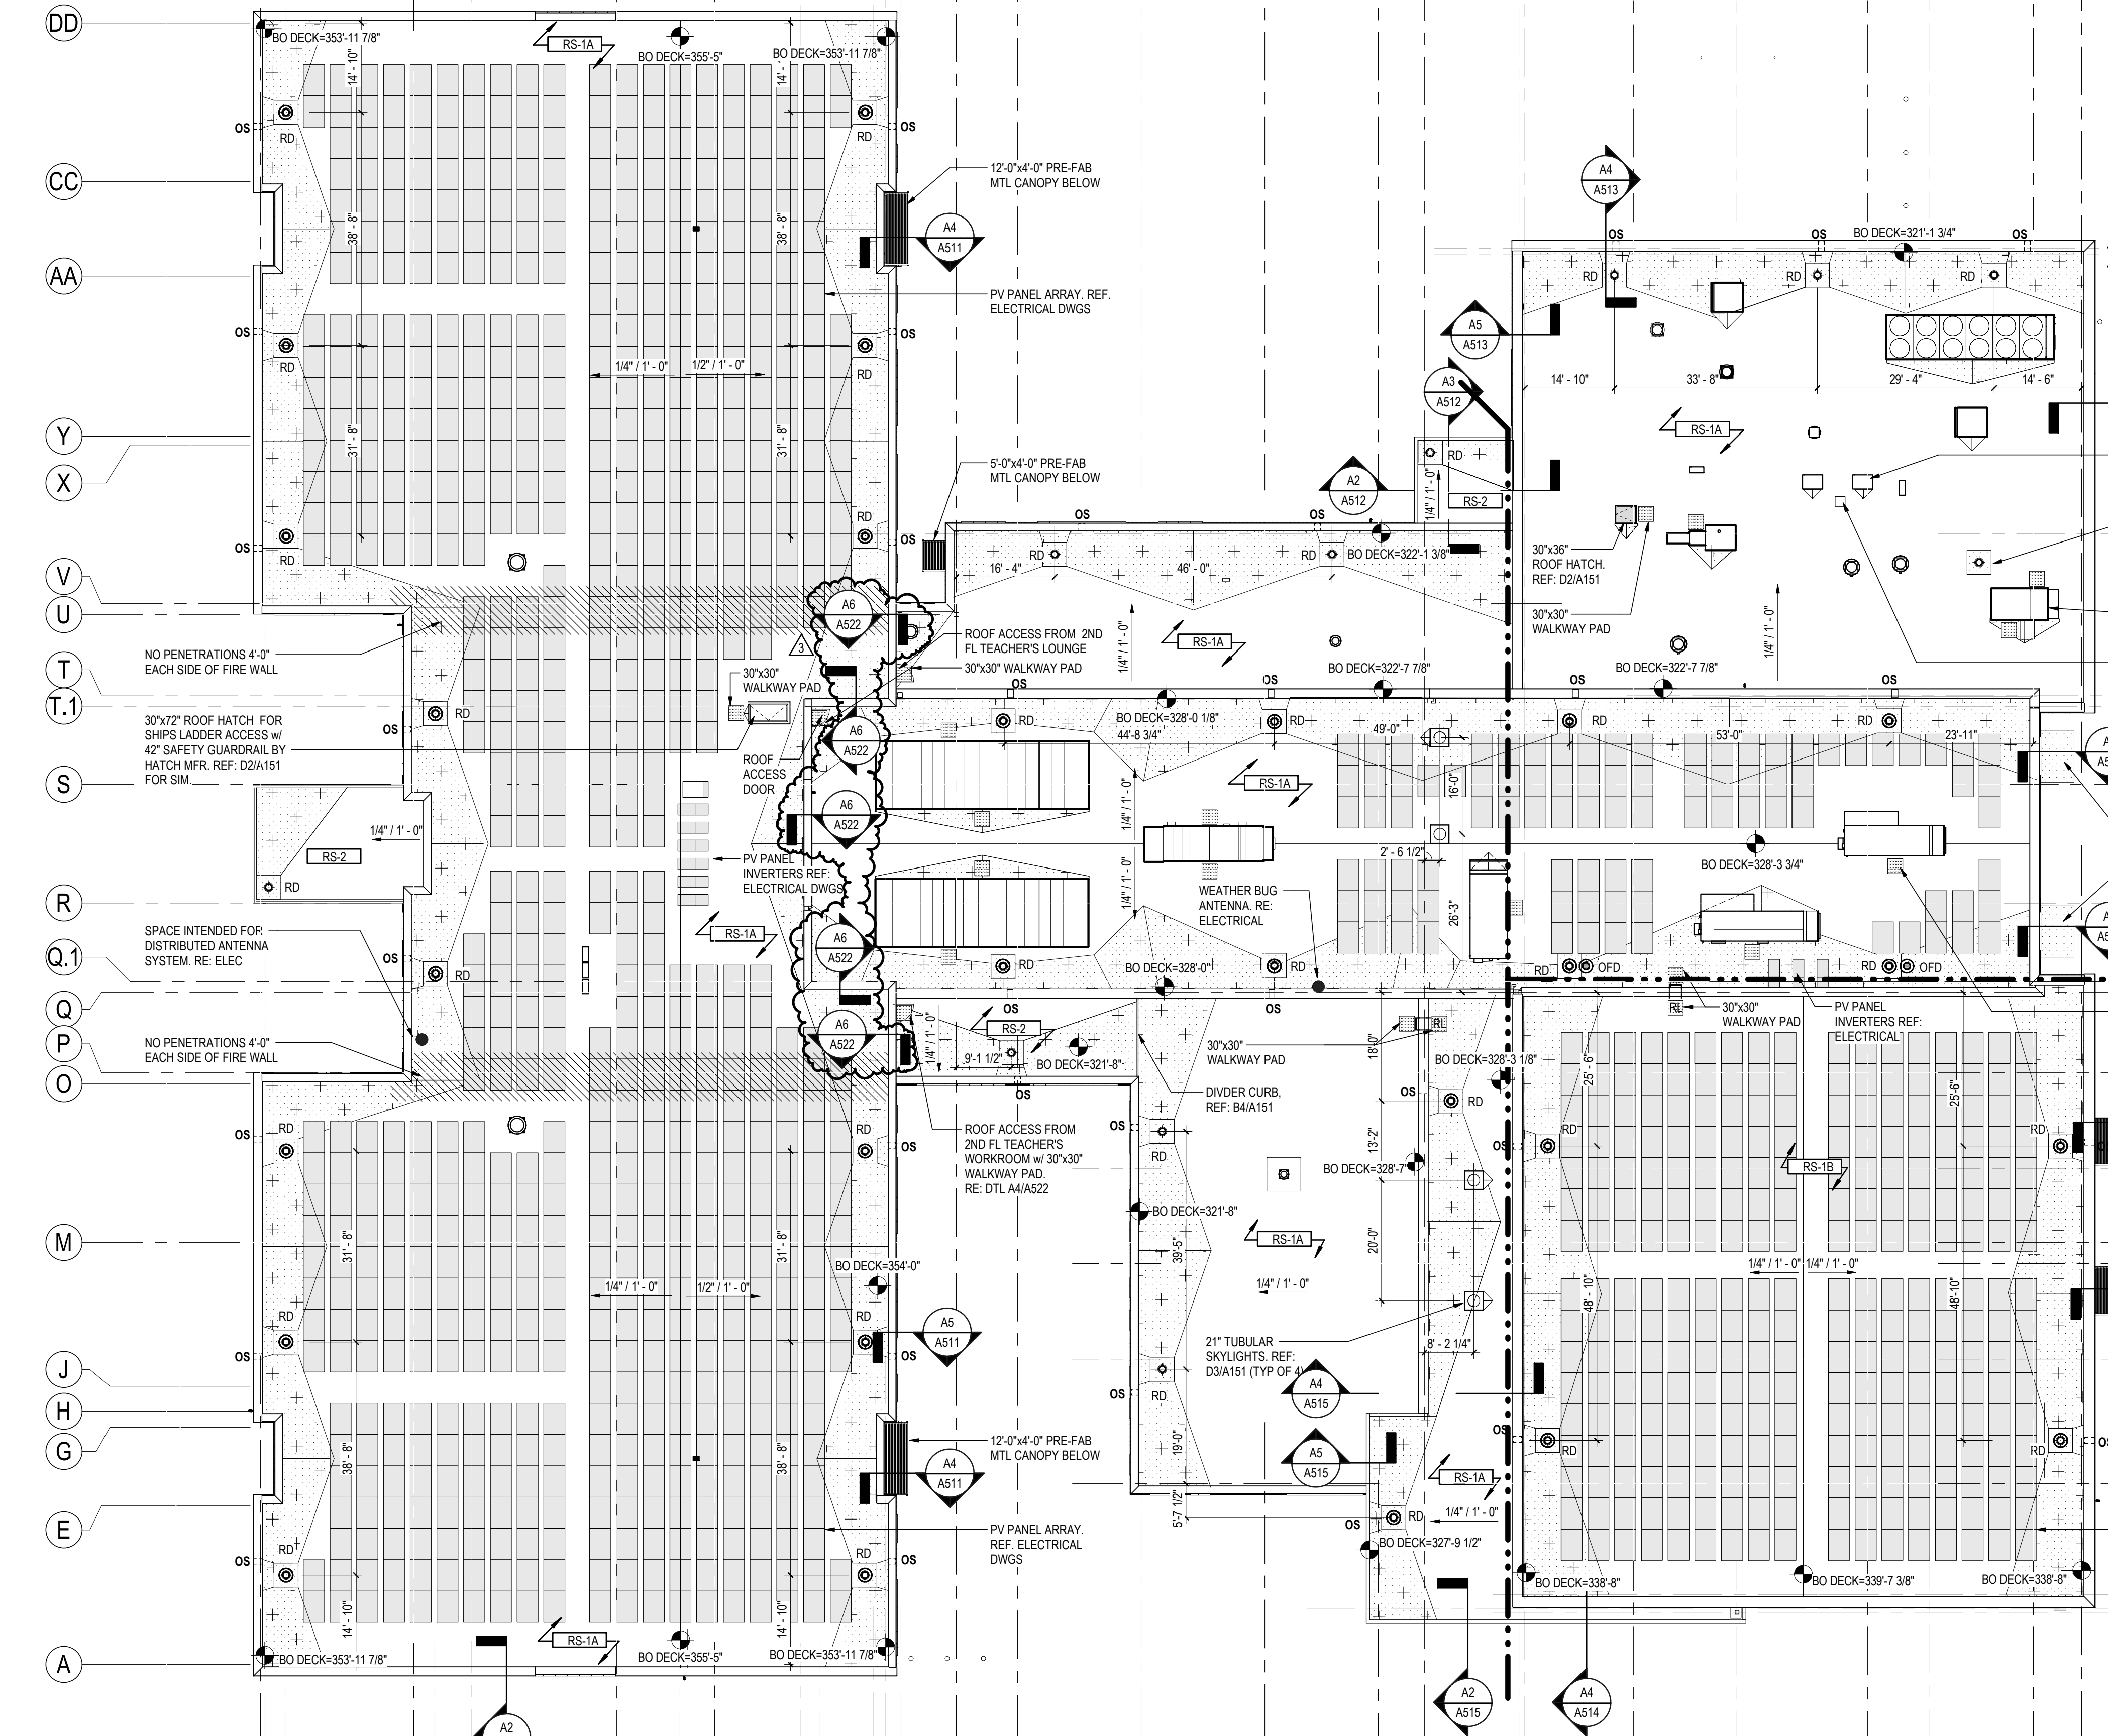 DD
CC
AA
Y
X
V
U
T
T.1
S
R
Q.1
Q
P
O
M
J
H
G
E
A
BO DECK=353'-11 7/8"
RS-1A
BO DECK=355'-5"
BO DECK=353'-11 7/8"
14' - 10"
14' -
OS
RD
RD
OS
38' - 8"
38' - 8"
12'-0"x4'-0" PRE-FAB
MTL CANOPY BELOW
A4
A511
PV PANEL ARRAY. REF.
ELECTRICAL DWGS
OS
RD
RD
OS
1/4" / 1' - 0"
1/2" / 1' - 0"
31' - 8"
31' - 8"
5'-0"x4'-0" PRE-FAB
MTL CANOPY BELOW
OS
RD
RD
OS
NO PENETRATIONS 4'-0"
EACH SIDE OF FIRE WALL
A6
A522
3
ROOF ACCESS FROM 2ND
FL TEACHER'S LOUNGE
30"x30" WALKWAY PAD
30"x30"
WALKWAY PAD
30"x72" ROOF HATCH FOR
SHIPS LADDER ACCESS w/
42" SAFETY GUARDRAIL BY
HATCH MFR. REF: D2/A151
FOR SIM.
OS
RD
ROOF
ACCESS
DOOR
A6
A522
A6
A522
1/4" / 1' - 0"
RS-2
RD
PV PANEL
INVERTERS REF:
ELECTRICAL DWGS
RS-1A
SPACE INTENDED FOR
DISTRIBUTED ANTENNA
SYSTEM. RE: ELEC
OS
RD
A6
A522
A6
A522
NO PENETRATIONS 4'-0"
EACH SIDE OF FIRE WALL
OS
RD
RD
OS
31' - 8"
31' - 8"
1/4" / 1' - 0"
1/2" / 1' - 0"
BO DECK=354'-0"
A5
A511
OS
RD
RD
OS
38' - 8"
38' - 8"
12'-0"x4'-0" PRE-FAB
MTL CANOPY BELOW
A4
A511
PV PANEL ARRAY.
REF. ELECTRICAL
DWGS
OS
RD
RD
OS
14' - 10"
14' - 10"
RS-1A
BO DECK=353'-11 7/8"
BO DECK=355'-5"
BO DECK=353'-11 7/8"
A2
A4
A513
OS
OS
BO DECK=321'-1 3/4"
OS
RD
RD
RD
A5
A513
14' - 10"
33' - 8"
29' - 4"
14' - 6"
A3
A512
RS-1A
RD
A2
A512
1/4" / 1' - 0"
RS-2
30"x36"
ROOF HATCH.
REF: D2/A151
30"x30"
WALKWAY PAD
OS
OS
RD
RD
BO DECK=322'-1 3/8"
16' - 4"
46' - 0"
RS-1A
1/4" / 1' - 0"
1/4" / 1' - 0"
BO DECK=322'-7 7/8"
BO DECK=322'-7 7/8"
OS
OS
OS
OS
RD
BO DECK=328'-0 1/8"
44'-8 3/4"
RD
49'-0"
RD
53'-0"
RD
23'-11"
RS-1A
16'-0"
1/4" / 1' - 0"
1/4" / 1' - 0"
2' - 6 1/2"
BO DECK=328'-3 3/4"
WEATHER BUG
ANTENNA. RE:
ELECTRICAL
26'-3"
RD
BO DECK=328'-0"
RD
RD
OFD
RD
OFD
OS
OS
RS-2
1/4" / 1' - 0"
9'-1 1/2"
BO DECK=321'-8"
OS
30"x30"
WALKWAY PAD
RL
18'-0"
BO DECK=328'-3 1/8"
RL
30"x30"
WALKWAY PAD
PV PANEL
INVERTERS REF:
ELECTRICAL
DIVDER CURB,
REF: B4/A151
OS
RD
25' - 6"
25'-6"
ROOF ACCESS FROM
2ND FL TEACHER'S
WORKROOM w/ 30"x30"
WALKWAY PAD.
RE: DTL A4/A522
OS
RD
13'-2"
BO DECK=328'-7"
OS
RD
RD
RS-1B
BO DECK=321'-8"
RS-1A
39'-5"
20'-0"
1/4" / 1' - 0"
1/4" / 1' - 0"
1/4" / 1' - 0"
48' - 10"
48'-10"
21" TUBULAR
SKYLIGHTS. REF:
D3/A151 (TYP OF 4)
8' - 2 1/4"
OS
RD
A4
A515
19'-0"
A5
A515
OS
RD
RD
RS-1A
5'-7 1/2"
OS
RD
1/4" / 1' - 0"
BO DECK=327'-9 1/2"
BO DECK=338'-8"
BO DECK=339'-7 3/8"
BO DECK=338'-8"
A2
A515
A4
A514